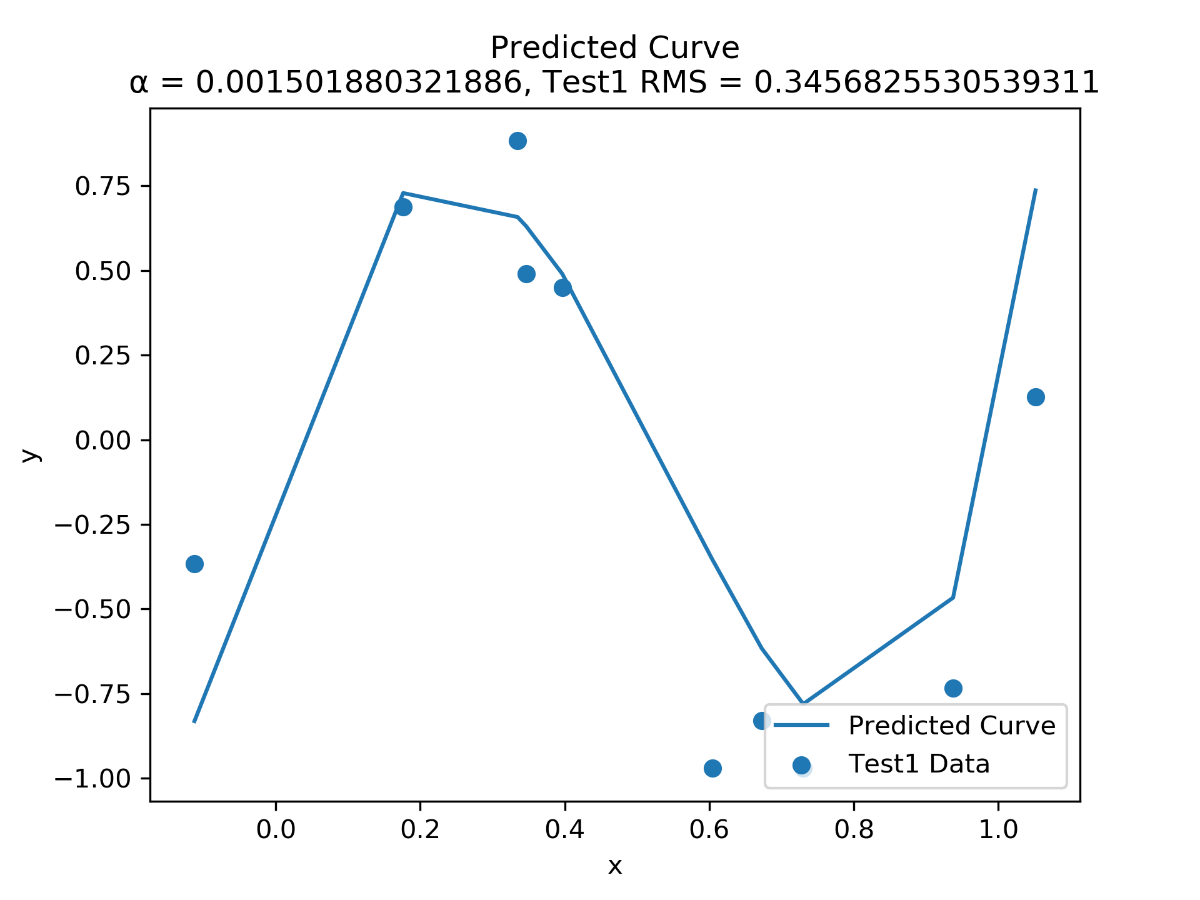 Predicted Curve
α = 0.001501880321886, Test1 RMS = 0.3456825530539311
0.75
0.50
0.25
0.00
−0.25
−0.50
−0.75
−1.00
y
0.0 0.2 0.4 0.6 0.8 1.0
x
Predicted Curve
Test1 Data